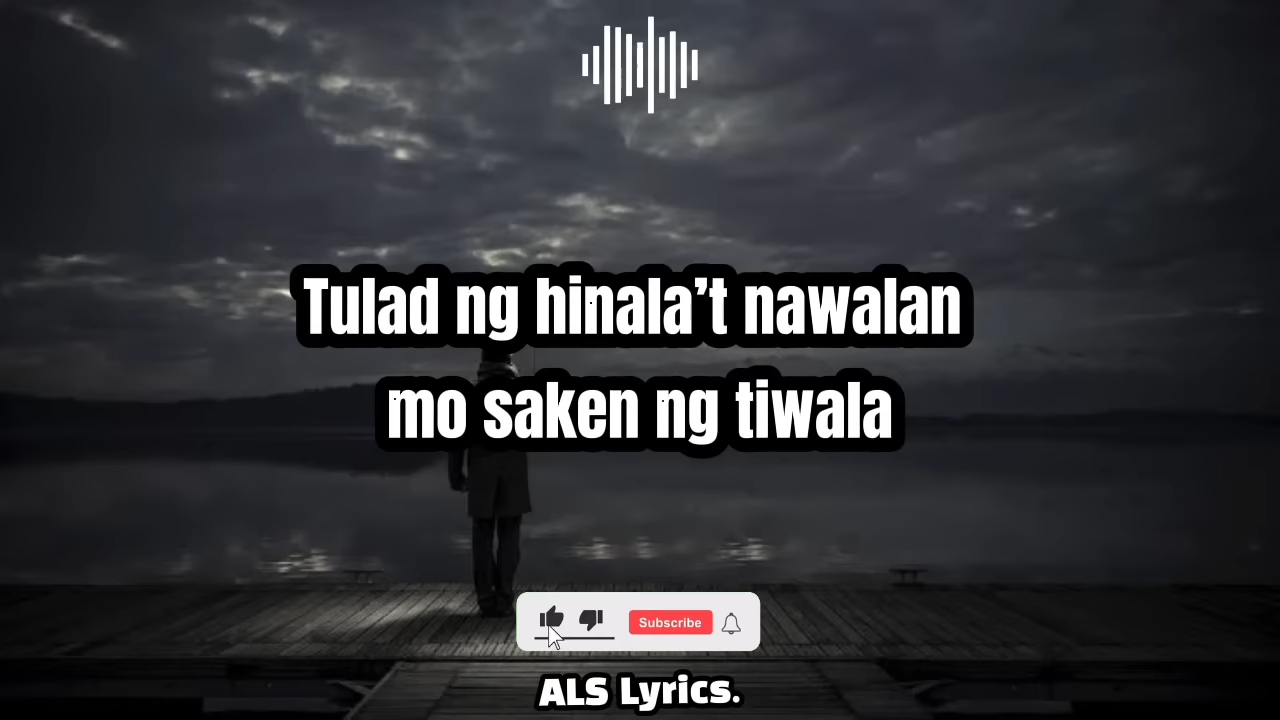 Tulad ng hinala’t nawalan
mo saken ng tiwala
Subscribe
ALS Lyrics.